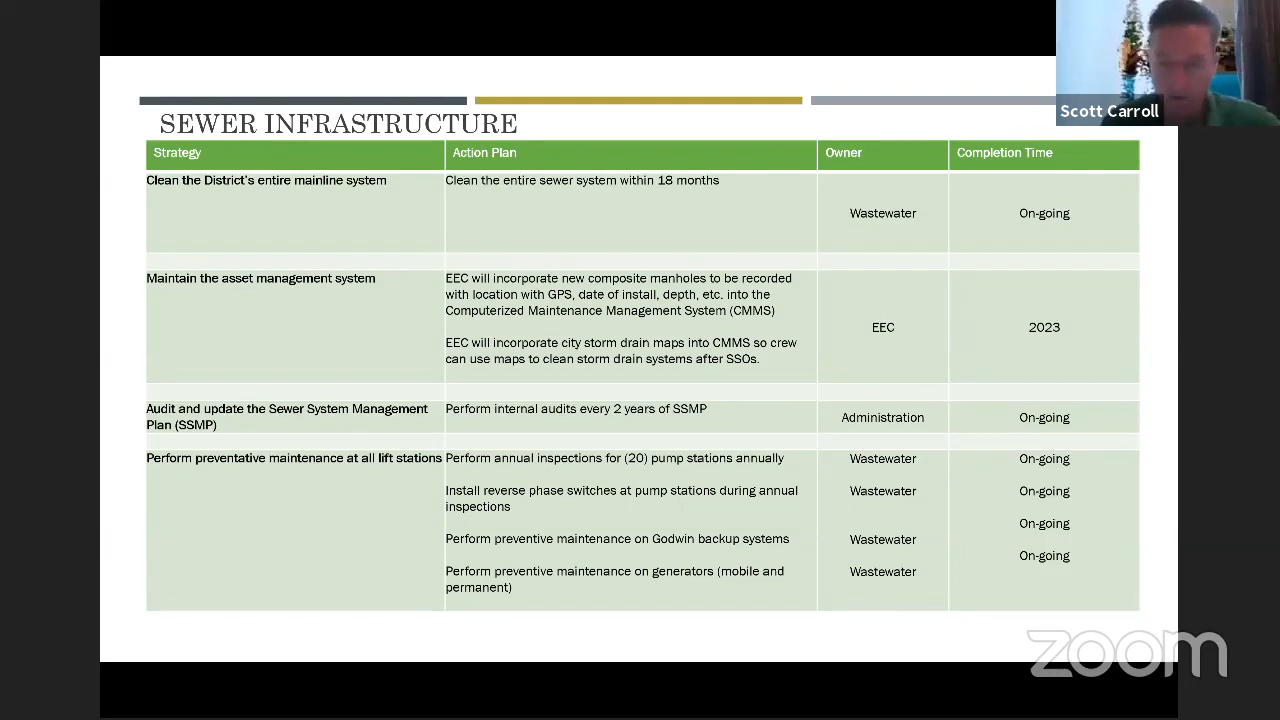 Scott Carroll
SEWER INFRASTRUCTURE
Strategy
Action Plan
Owner
Completion Time
Clean the District's entire mainline system
Clean the entire sewer system within 18 months
Wastewater
On-going
Maintain the asset management system
EEC will incorporate new composite manholes to be recorded
with location with GPS, date of install, depth, etc. into the
Computerized Maintenance Management System (CMMS)
EEC will incorporate city storm drain maps into CMMS so crew
can use maps to clean storm drain systems after SSOs.
EEC
2023
Audit and update the Sewer System Management
Plan (SSMP)
Perform internal audits every 2 years of SSMP
Administration
On-going
Perform preventative maintenance at all lift stations
Perform annual inspections for (20) pump stations annually
Wastewater
On-going
Install reverse phase switches at pump stations during annual
inspections
Wastewater
On-going
Perform preventive maintenance on Godwin backup systems
Wastewater
On-going
Perform preventive maintenance on generators (mobile and
permanent)
Wastewater
On-going
zoom